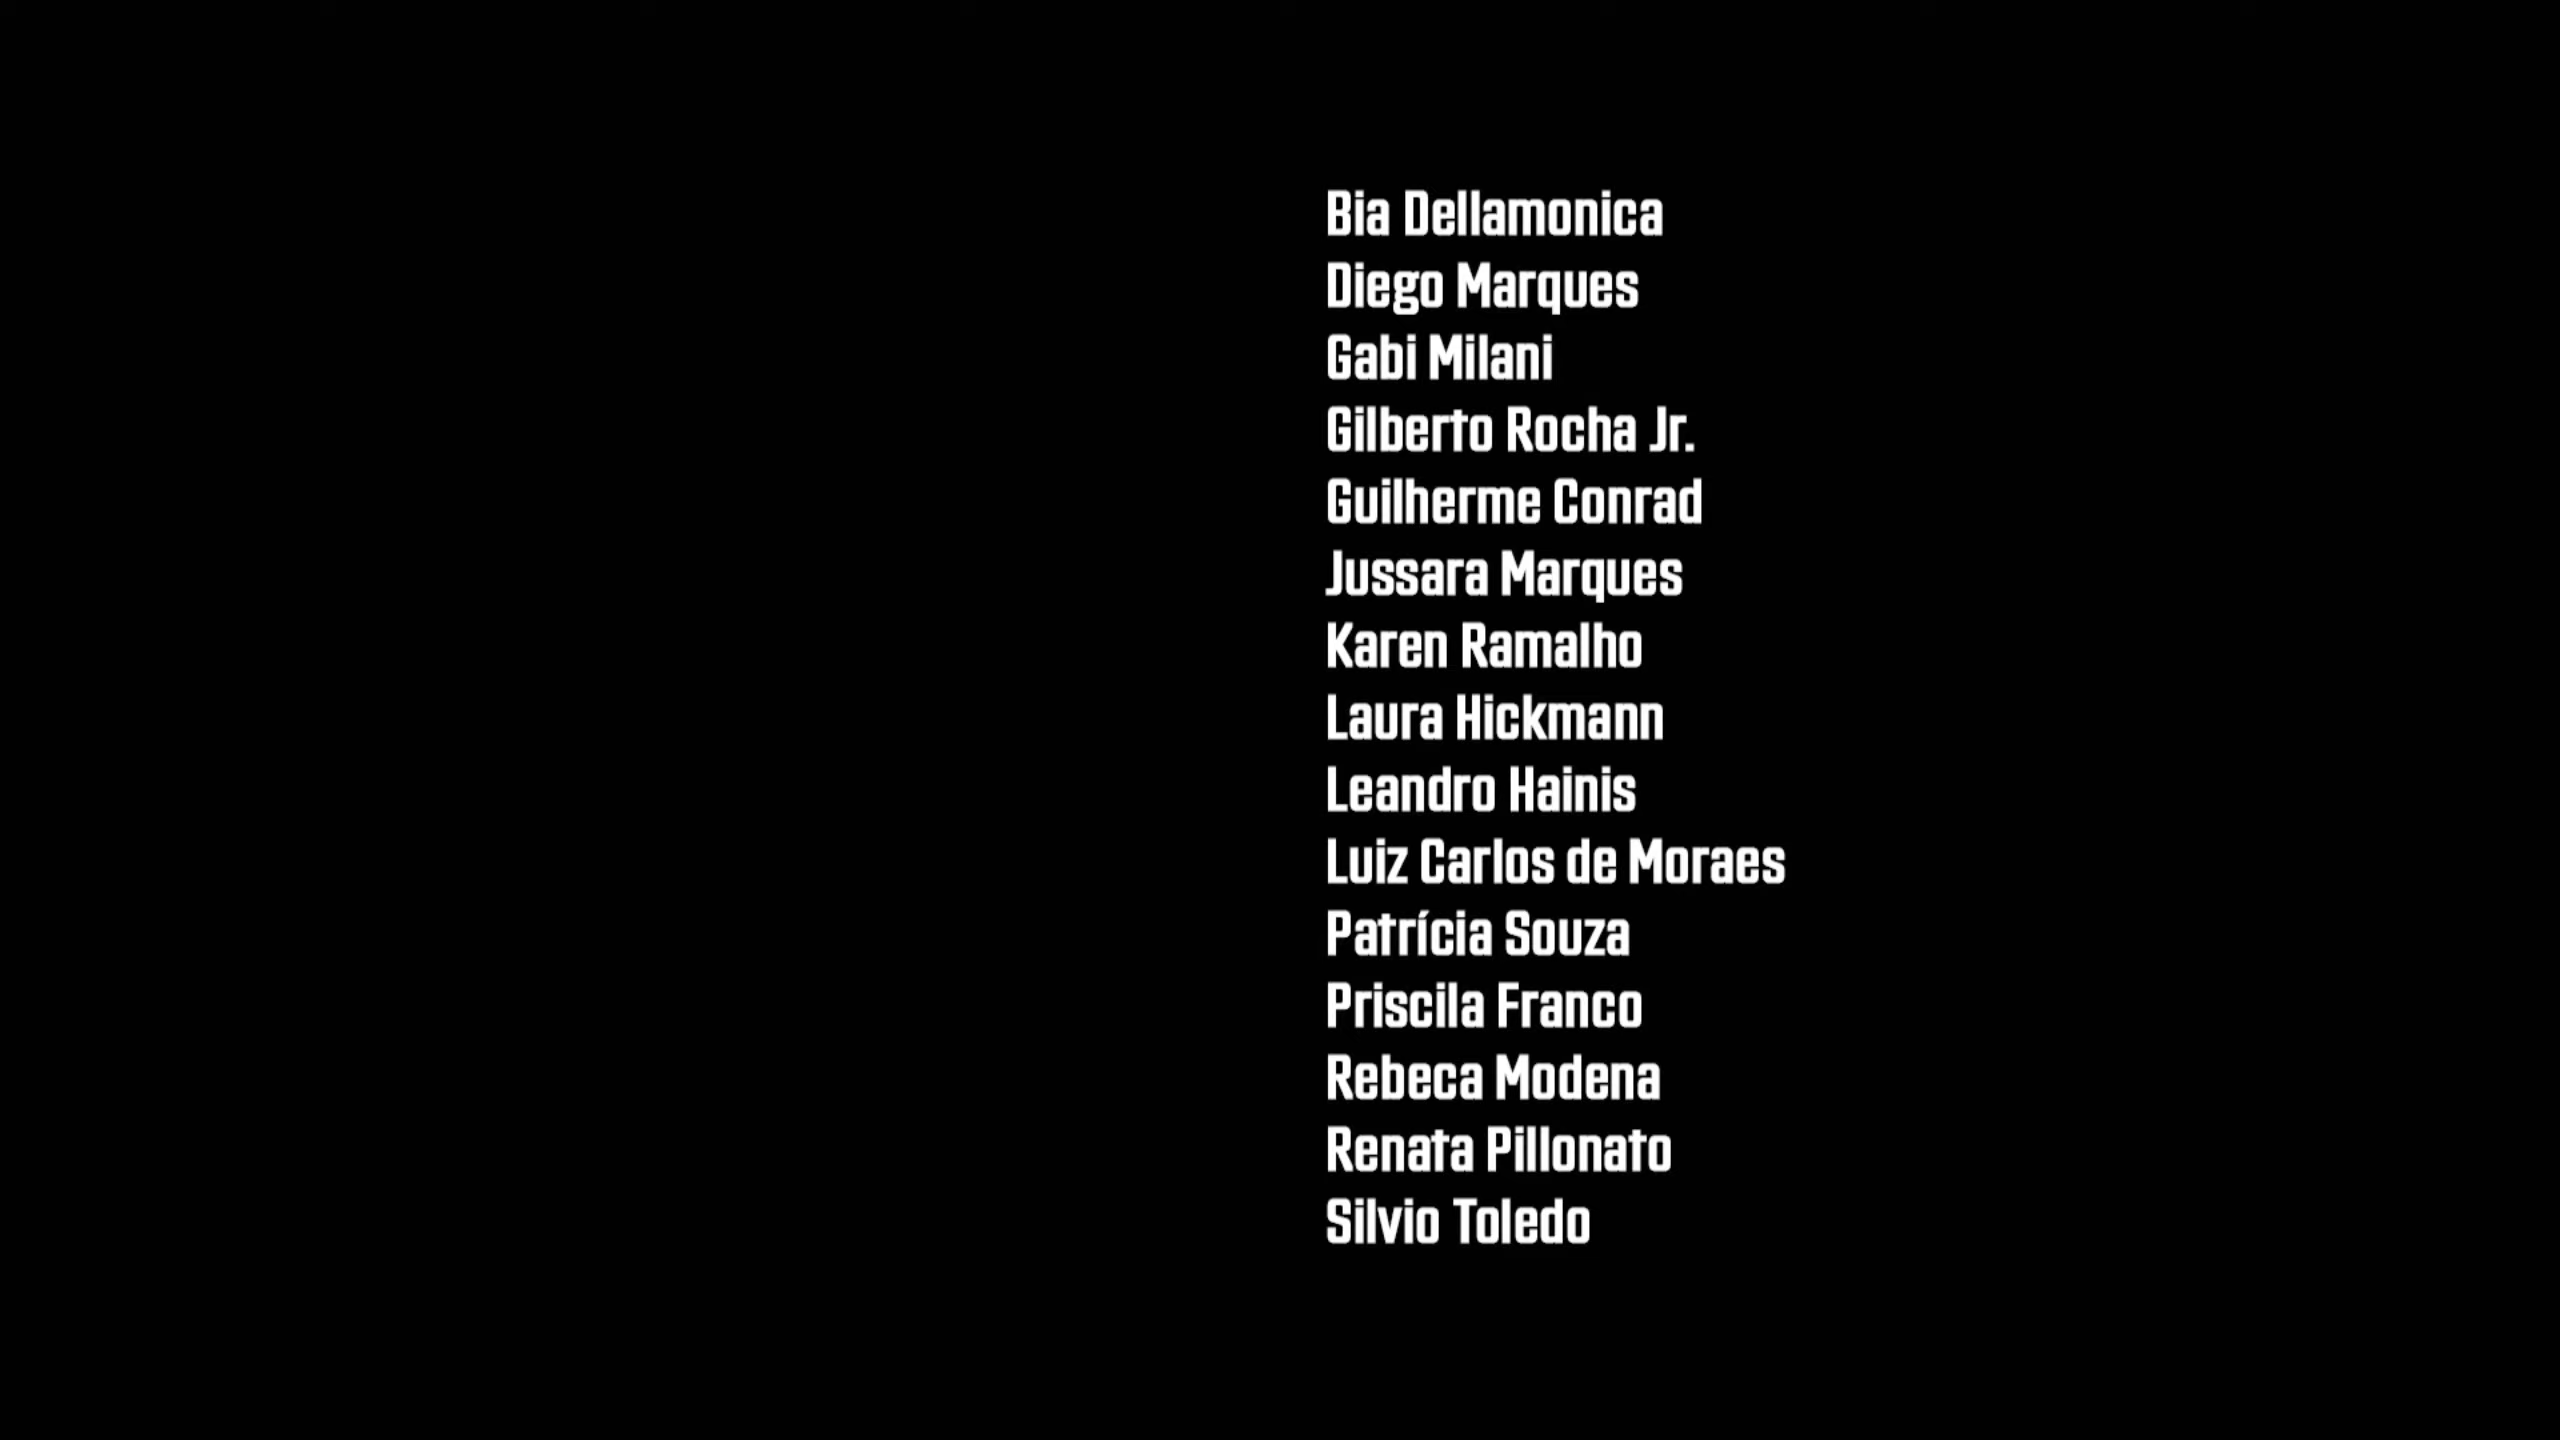 Bia Dellamonica
Diego Marques
Gabi Milani
Gilberto Rocha Jr.
Guilherme Conrad
Jussara Marques
Karen Ramalho
Laura Hickmann
Leandro Hainis
Luiz Carlos de Moraes
Patrícia Souza
Priscila Franco
Rebeca Modena
Renata Pillonato
Silvio Toledo